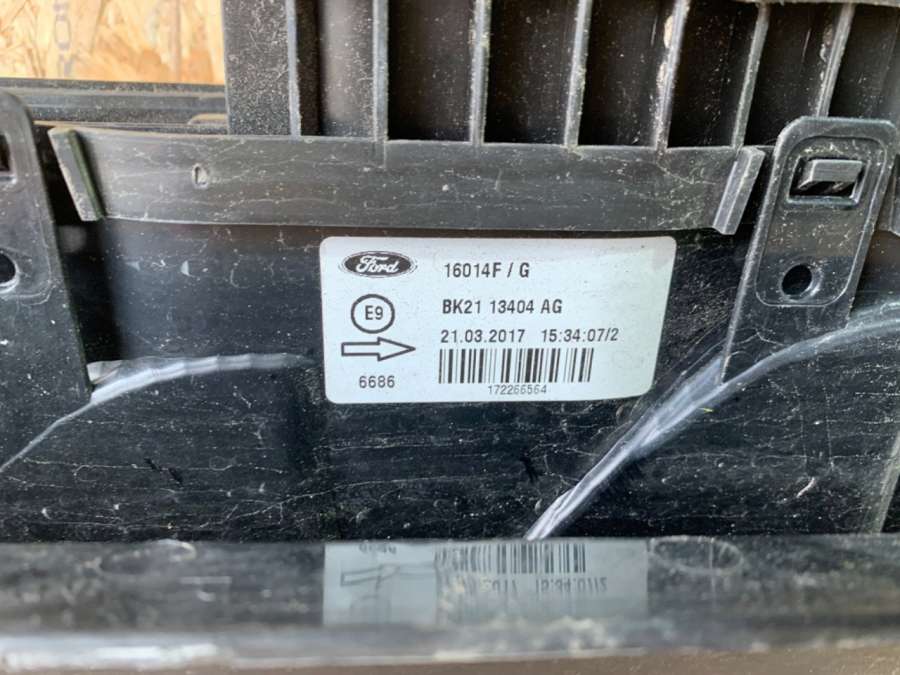 Ford
16014F / G
E9
BK21 13404 AG
21.03.2017 15:34:07/2
6686
172266564